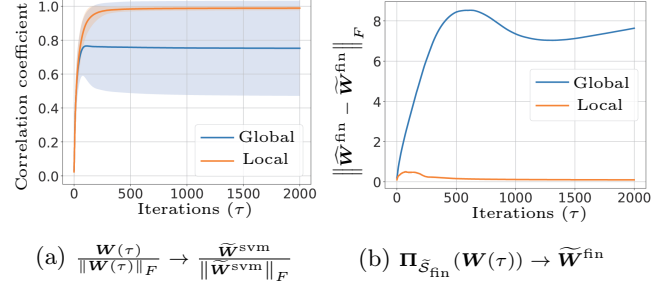 Correlation coefficient
1.0
0.8
0.6
0.4
0.2
0.0
Global
Local
0 500 1000 1500 2000
Iterations (τ)
(a) W(τ)/‖W(τ)‖_F → W̃^svm/‖W̃^svm‖_F
‖W̃^fin − W̃^fin‖_F
8
6
4
2
0
Global
Local
0 500 1000 1500 2000
Iterations (τ)
(b) Π_S̃_fin (W(τ)) → W̃^fin